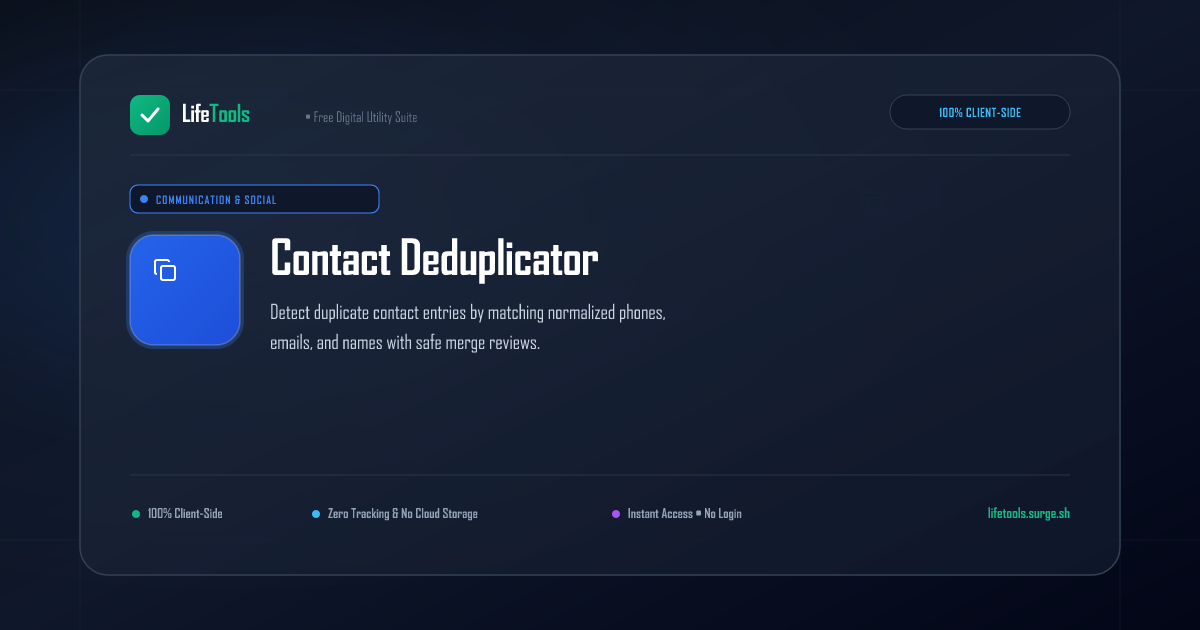 LifeTools
▪ Free Digital Utility Suite
100% CLIENT-SIDE
COMMUNICATION & SOCIAL
Contact Deduplicator
Detect duplicate contact entries by matching normalized phones,
emails, and names with safe merge reviews.
100% Client-Side
Zero Tracking & No Cloud Storage
Instant Access ▪ No Login
lifetools.surge.sh